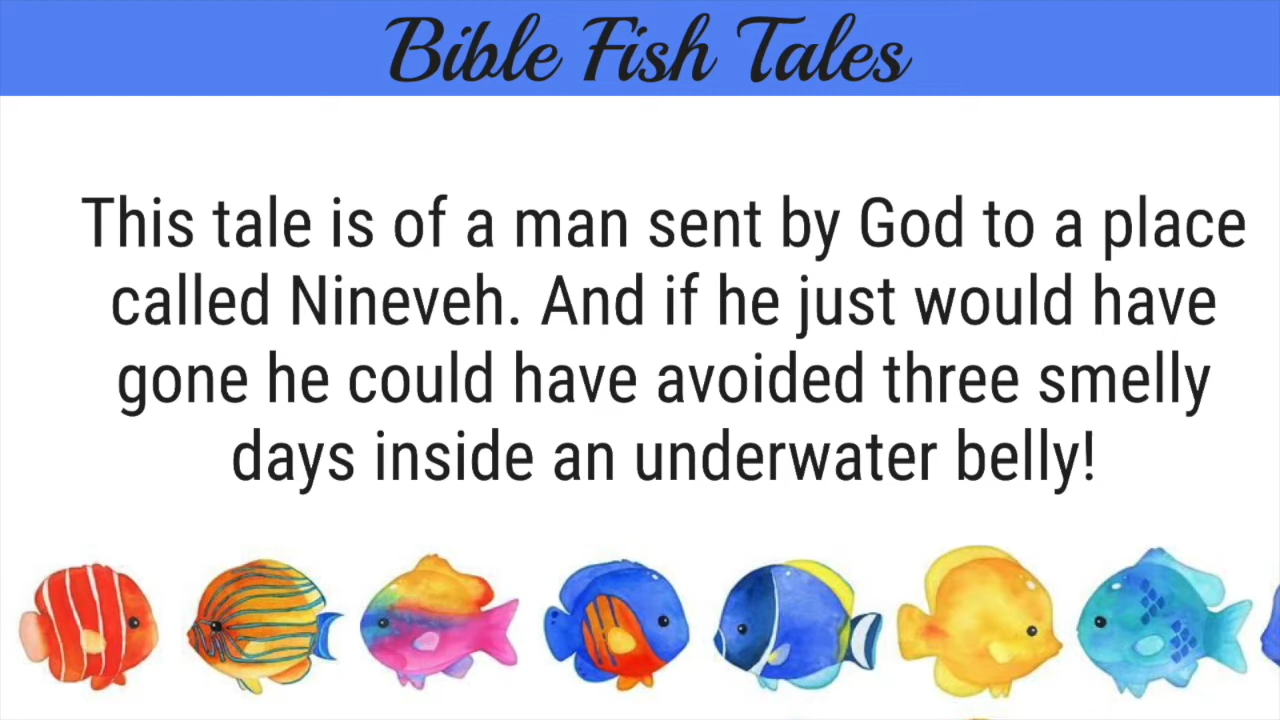 Bible Fish Tales
This tale is of a man sent by God to a place
called Nineveh. And if he just would have
gone he could have avoided three smelly
days inside an underwater belly!